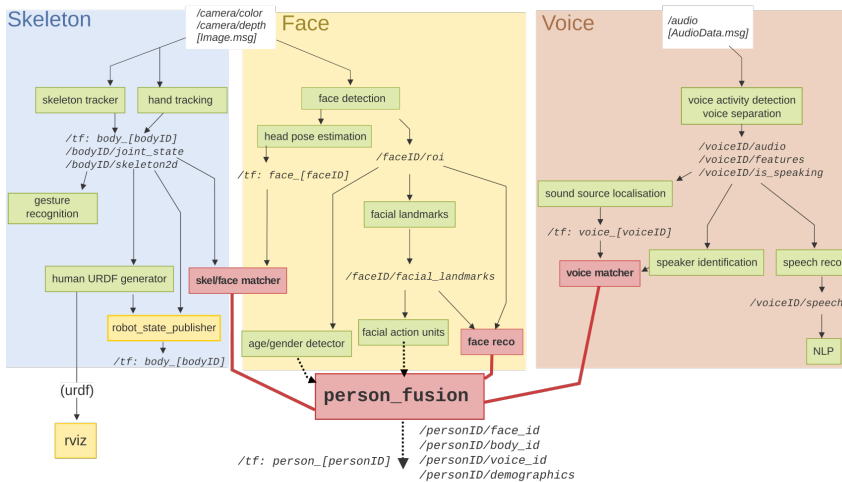 Skeleton
/camera/color
/camera/depth
[Image.msg]
Face
Voice
/audio
[AudioData.msg]
skeleton tracker
hand tracking
face detection
voice activity detection
voice separation
head pose estimation
/tf: body_[bodyID]
/bodyID/joint_state
/bodyID/skeleton2d
/faceID/roi
/voiceID/audio
/voiceID/features
/voiceID/is_speaking
/tf: face_[faceID]
gesture
recognition
facial landmarks
sound source localisation
/tf: voice_[voiceID]
human URDF generator
skel/face matcher
/faceID/facial_landmarks
voice matcher
speaker identification
speech reco
/voiceID/speech
robot_state_publisher
age/gender detector
facial action units
face reco
NLP
/tf: body_[bodyID]
(urdf)
person_fusion
rviz
/tf: person_[personID]
/personID/face_id
/personID/body_id
/personID/voice_id
/personID/demographics